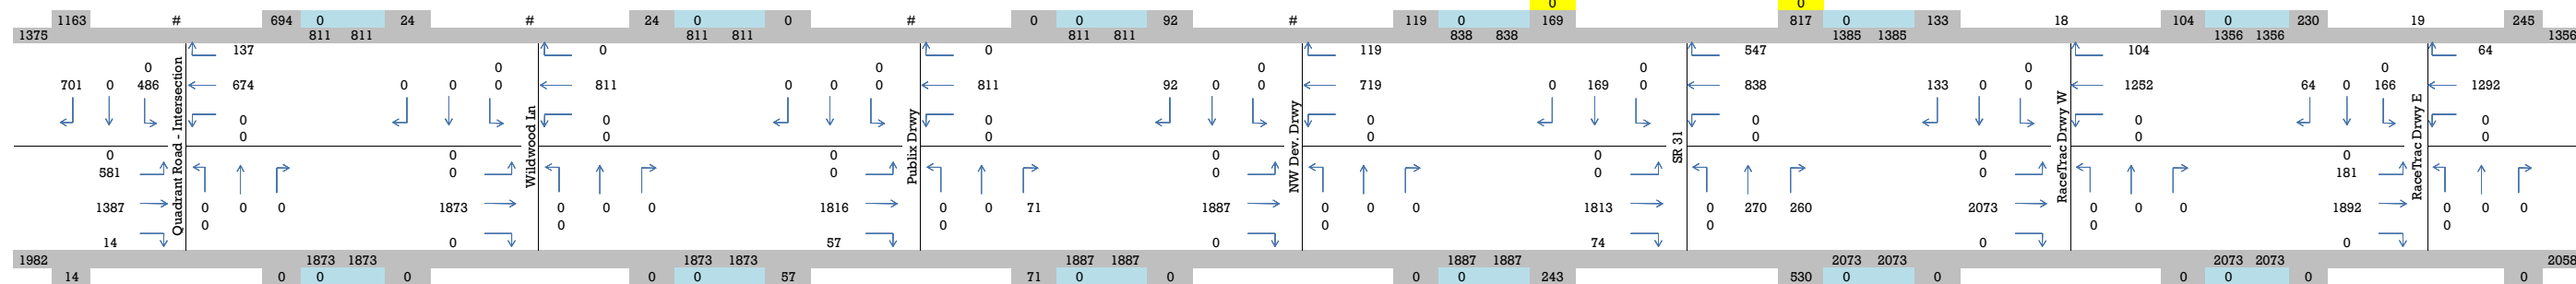 0 0
1163 # 694 0 24 # 24 0 0 # 0 0 92 # 119 0 169 817 0 133 18 104 0 230 19 245
1375 811 811 811 811 811 811 838 838 1385 1385 1356 1356 1356
137 0 0 119 547 104 64
0 0 0 0 0 0 0
701 0 486 674 0 0 0 811 0 0 0 811 92 0 0 719 0 169 0 838 133 0 0 1252 64 0 166 1292
0 0 0 0 0 0 0
0 0 0 0 0 0 0
Quadrant Road - Intersection
Wildwood Ln
Publix Drwy
NW Dev. Drwy
SR 31
RaceTrac Drwy W
RaceTrac Drwy E
0 0 0 0 0 0 0
581 0 0 0 0 0 181
1387 0 0 0 1873 0 0 0 1816 0 0 71 1887 0 0 0 1813 0 270 260 2073 0 0 0 1892 0 0 0
0 0 0 0 0 0 0
14 0 57 0 74 0 0
1982 1873 1873 1873 1873 1887 1887 1887 1887 2073 2073 2073 2073 2058
14 0 0 0 0 0 57 71 0 0 0 0 243 530 0 0 0 0 0 0